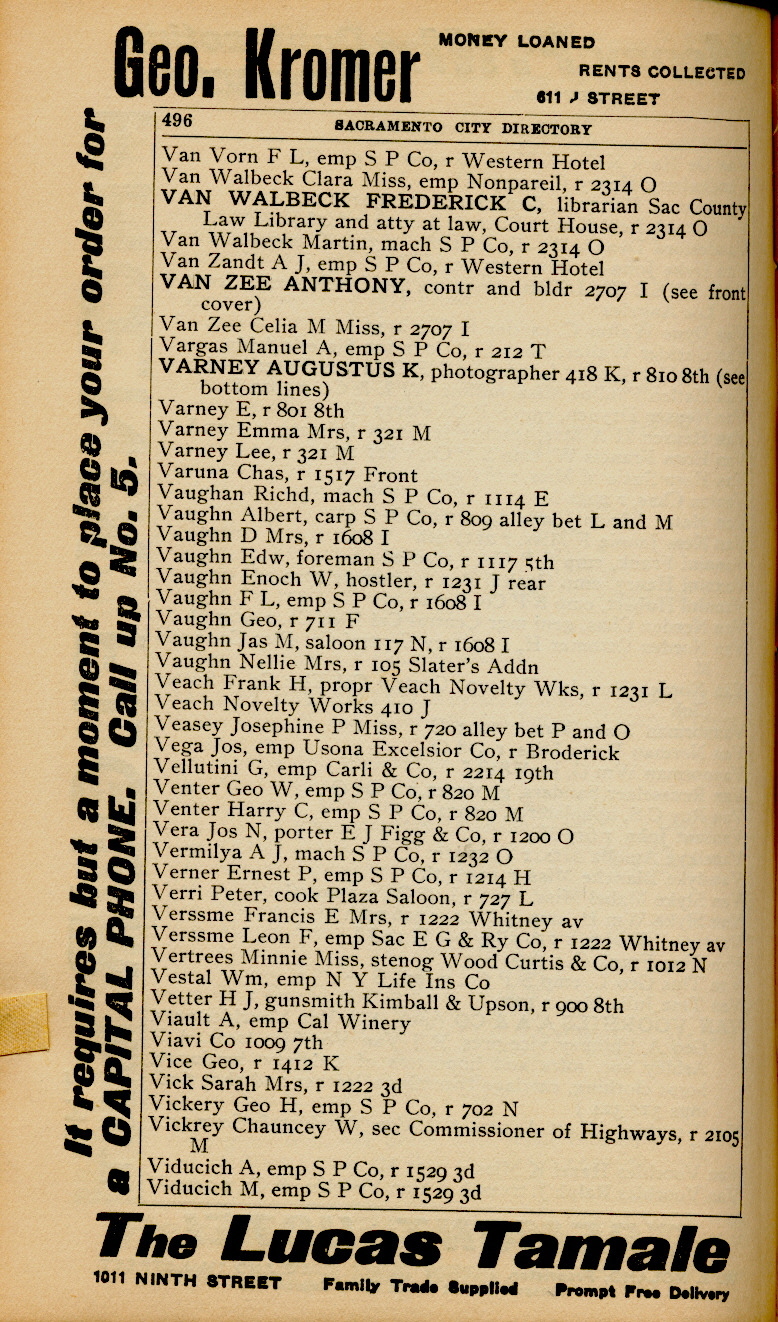 Geo. Kromer
MONEY LOANED
RENTS COLLECTED
611 J STREET
496
SACRAMENTO CITY DIRECTORY
Van Vorn F L, emp S P Co, r Western Hotel
Van Walbeck Clara Miss, emp Nonpareil, r 2314 O
VAN WALBECK FREDERICK C, librarian Sac County
Law Library and atty at law, Court House, r 2314 O
Van Walbeck Martin, mach S P Co, r 2314 O
Van Zandt A J, emp S P Co, r Western Hotel
VAN ZEE ANTHONY, contr and bldr 2707 I (see front
cover)
Van Zee Celia M Miss, r 2707 I
Vargas Manuel A, emp S P Co, r 212 T
VARNEY AUGUSTUS K, photographer 418 K, r 810 8th (see
bottom lines)
Varney E, r 801 8th
Varney Emma Mrs, r 321 M
Varney Lee, r 321 M
Varuna Chas, r 1517 Front
Vaughan Richd, mach S P Co, r 1114 E
Vaughn Albert, carp S P Co, r 809 alley bet L and M
Vaughn D Mrs, r 1608 I
Vaughn Edw, foreman S P Co, r 1117 5th
Vaughn Enoch W, hostler, r 1231 J rear
Vaughn F L, emp S P Co, r 1608 I
Vaughn Geo, r 711 F
Vaughn Jas M, saloon 117 N, r 1608 I
Vaughn Nellie Mrs, r 105 Slater's Addn
Veach Frank H, propr Veach Novelty Wks, r 1231 L
Veach Novelty Works 410 J
Veasey Josephine P Miss, r 720 alley bet P and O
Vega Jos, emp Usona Excelsior Co, r Broderick
Vellutini G, emp Carli & Co, r 2214 19th
Venter Geo W, emp S P Co, r 820 M
Venter Harry C, emp S P Co, r 820 M
Vera Jos N, porter E J Figg & Co, r 1200 O
Vermilya A J, mach S P Co, r 1232 O
Verner Ernest P, emp S P Co, r 1214 H
Verri Peter, cook Plaza Saloon, r 727 L
Verssme Francis E Mrs, r 1222 Whitney av
Verssme Leon F, emp Sac E G & Ry Co, r 1222 Whitney av
Vertrees Minnie Miss, stenog Wood Curtis & Co, r 1012 N
Vestal Wm, emp N Y Life Ins Co
Vetter H J, gunsmith Kimball & Upson, r 900 8th
Viault A, emp Cal Winery
Viavi Co 1009 7th
Vice Geo, r 1412 K
Vick Sarah Mrs, r 1222 3d
Vickery Geo H, emp S P Co, r 702 N
Vickrey Chauncey W, sec Commissioner of Highways, r 2105
M
Viducich A, emp S P Co, r 1529 3d
Viducich M, emp S P Co, r 1529 3d
It requires but a moment to place your order for
a CAPITAL PHONE. Call up No. 5.
The Lucas Tamale
1011 NINTH STREET Family Trade Supplied Prompt Free Delivery